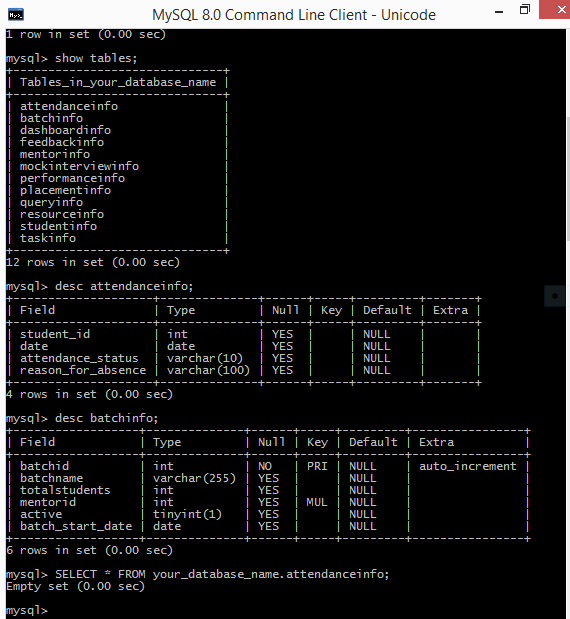 MySQL 8.0 Command Line Client - Unicode
1 row in set (0.00 sec)
mysql> show tables;
+-----------------------------+
| Tables_in_your_database_name |
+-----------------------------+
| attendanceinfo |
| batchinfo |
| dashboardinfo |
| feedbackinfo |
| mentorinfo |
| mockinterviewinfo |
| performanceinfo |
| placementinfo |
| queryinfo |
| resourceinfo |
| studentinfo |
| taskinfo |
+-----------------------------+
12 rows in set (0.00 sec)
mysql> desc attendanceinfo;
+--------------------+--------------+------+-----+---------+-------+
| Field | Type | Null | Key | Default | Extra |
+--------------------+--------------+------+-----+---------+-------+
| student_id | int | YES | | NULL | |
| date | date | YES | | NULL | |
| attendance_status | varchar(10) | YES | | NULL | |
| reason_for_absence | varchar(100) | YES | | NULL | |
+--------------------+--------------+------+-----+---------+-------+
4 rows in set (0.00 sec)
mysql> desc batchinfo;
+------------------+--------------+------+-----+---------+----------------+
| Field | Type | Null | Key | Default | Extra |
+------------------+--------------+------+-----+---------+----------------+
| batchid | int | NO | PRI | NULL | auto_increment |
| batchname | varchar(255) | YES | | NULL | |
| totalstudents | int | YES | | NULL | |
| mentorid | int | YES | MUL | NULL | |
| active | tinyint(1) | YES | | NULL | |
| batch_start_date | date | YES | | NULL | |
+------------------+--------------+------+-----+---------+----------------+
6 rows in set (0.00 sec)
mysql> SELECT * FROM your_database_name.attendanceinfo;
Empty set (0.00 sec)
mysql>